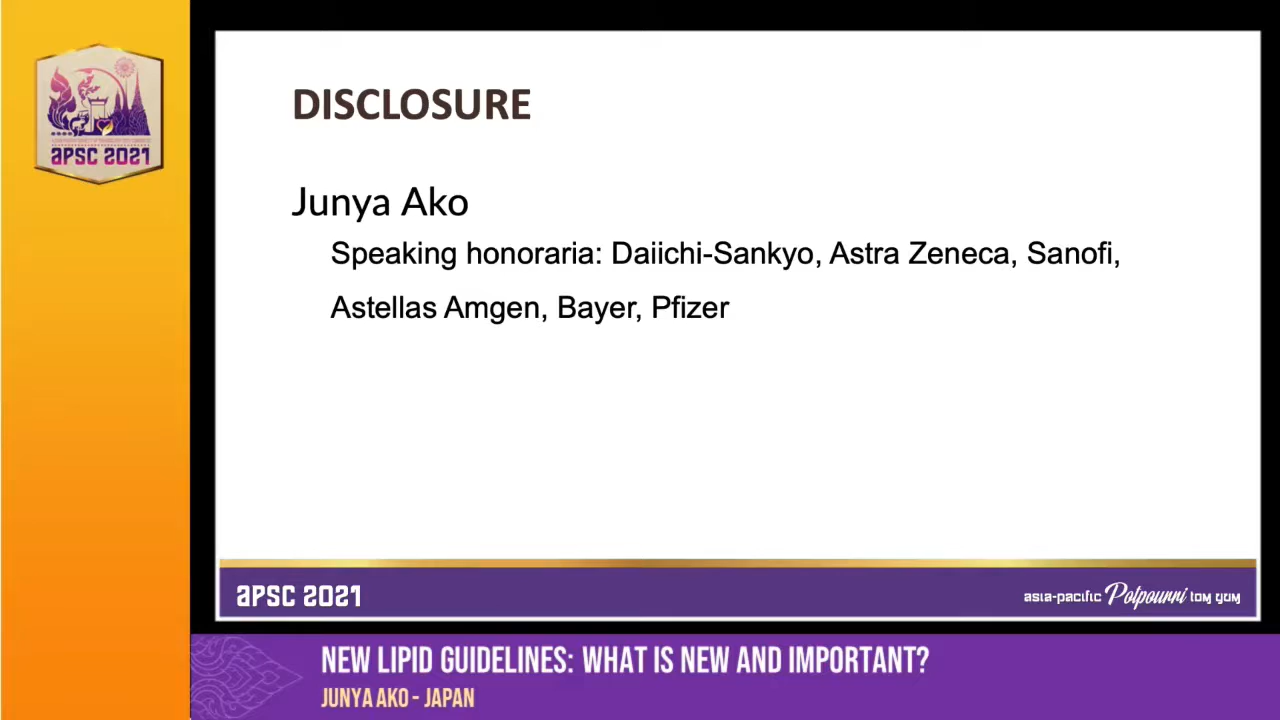 aPSC 2021
DISCLOSURE
Junya Ako
Speaking honoraria: Daiichi-Sankyo, Astra Zeneca, Sanofi,
Astellas Amgen, Bayer, Pfizer
aPSC 2021
asia-pacific Potpourri tom yum
NEW LIPID GUIDELINES: WHAT IS NEW AND IMPORTANT?
JUNYA AKO - JAPAN